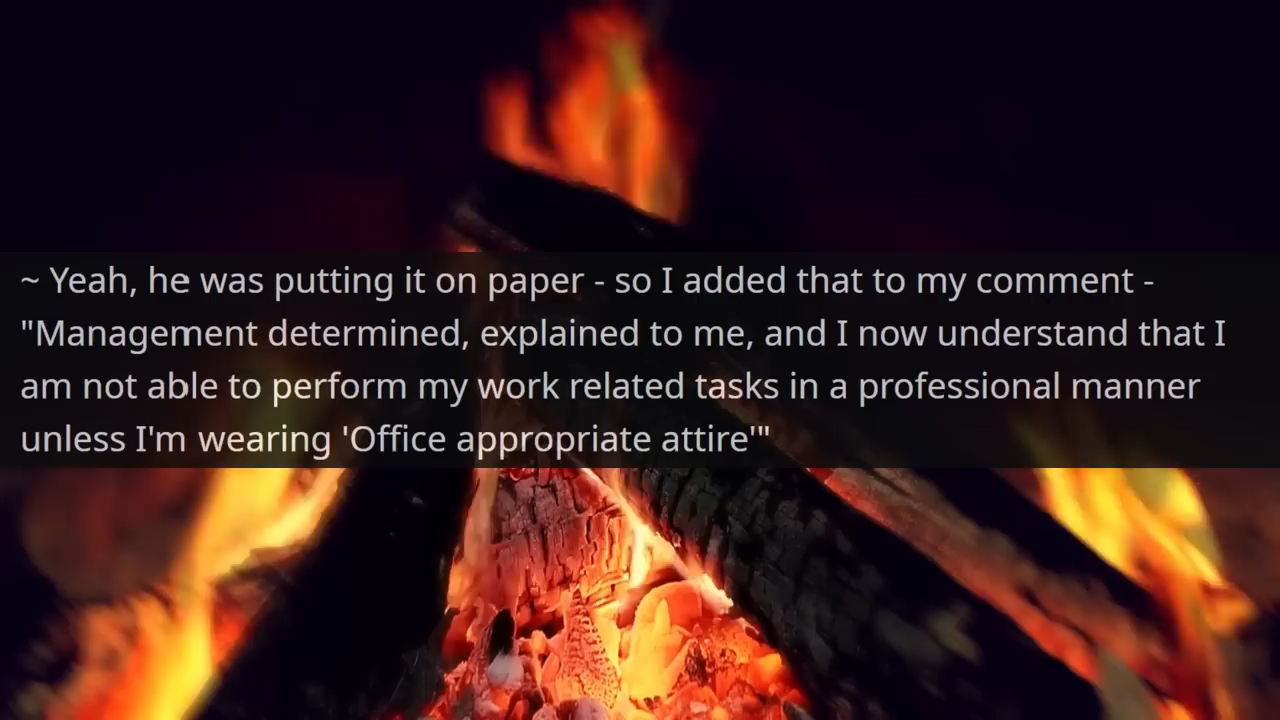 ~ Yeah, he was putting it on paper - so I added that to my comment -
"Management determined, explained to me, and I now understand that I
am not able to perform my work related tasks in a professional manner
unless I'm wearing 'Office appropriate attire'"